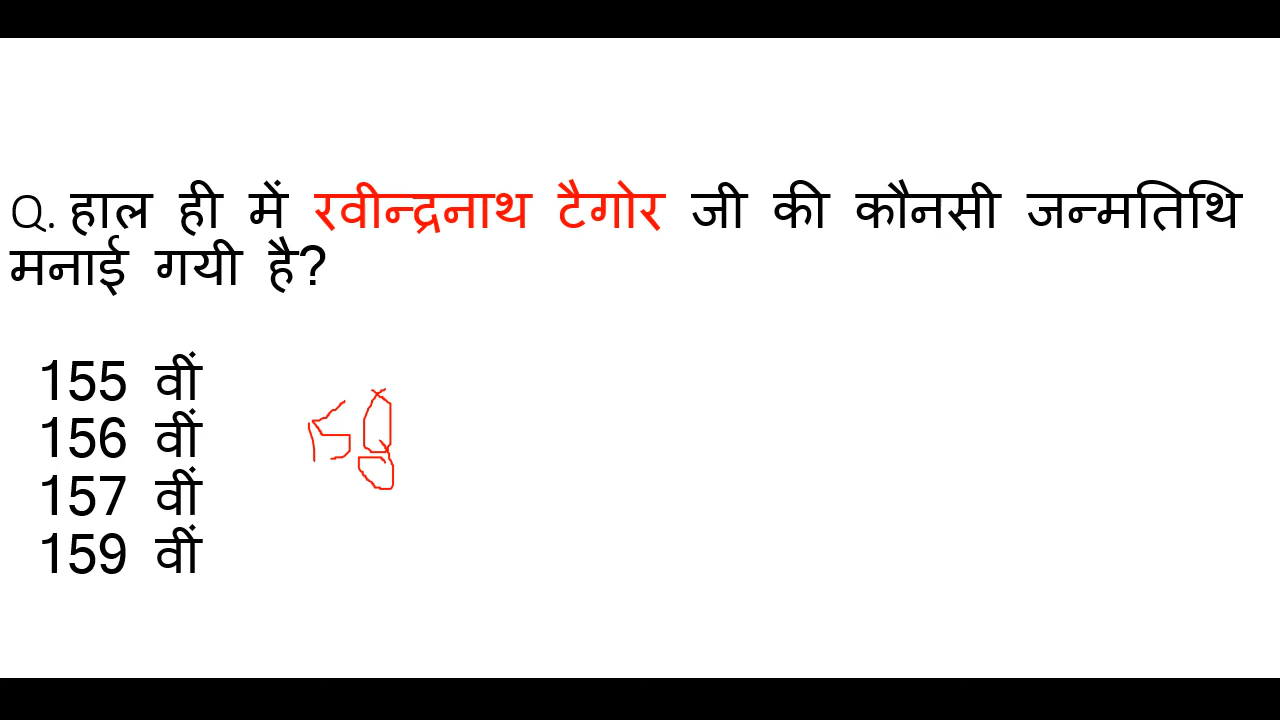 Q. हाल ही में रवीन्द्रनाथ टैगोर जी की कौनसी जन्मतिथि
मनाई गयी है?
155 वीं
156 वीं
157 वीं
159 वीं